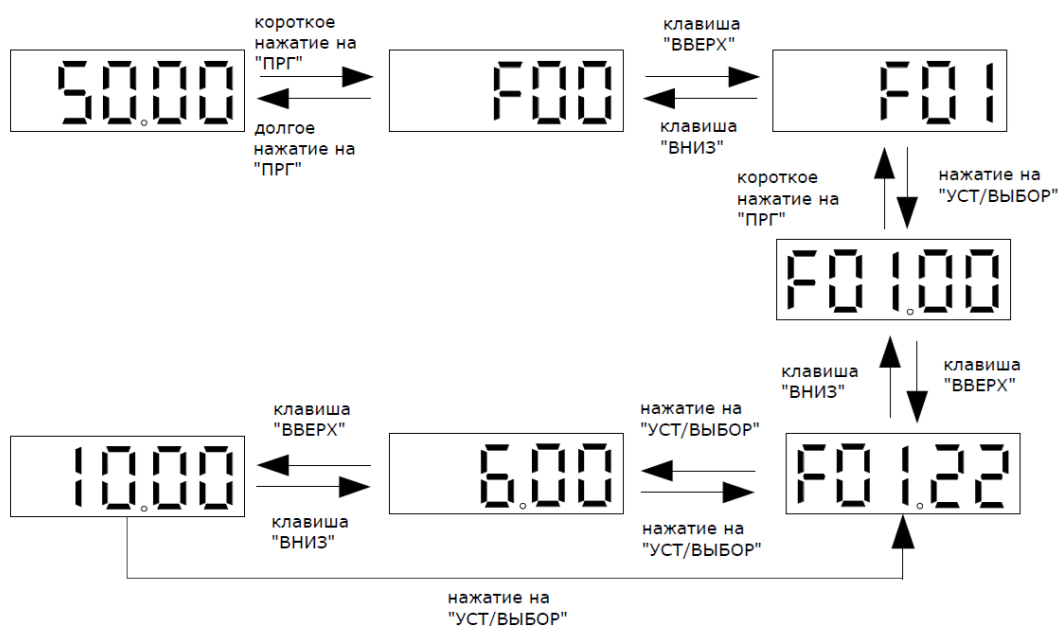 короткое
нажатие на
"ПРГ"
50.00
F00
долгое
нажатие на
"ПРГ"
клавиша
"ВВЕРХ"
F01
клавиша
"ВНИЗ"
короткое
нажатие на
"ПРГ"
нажатие на
"УСТ/ВЫБОР"
F01.00
клавиша
"ВНИЗ"
клавиша
"ВВЕРХ"
клавиша
"ВВЕРХ"
нажатие на
"УСТ/ВЫБОР"
10.00
6.00
F01.22
клавиша
"ВНИЗ"
нажатие на
"УСТ/ВЫБОР"
нажатие на
"УСТ/ВЫБОР"